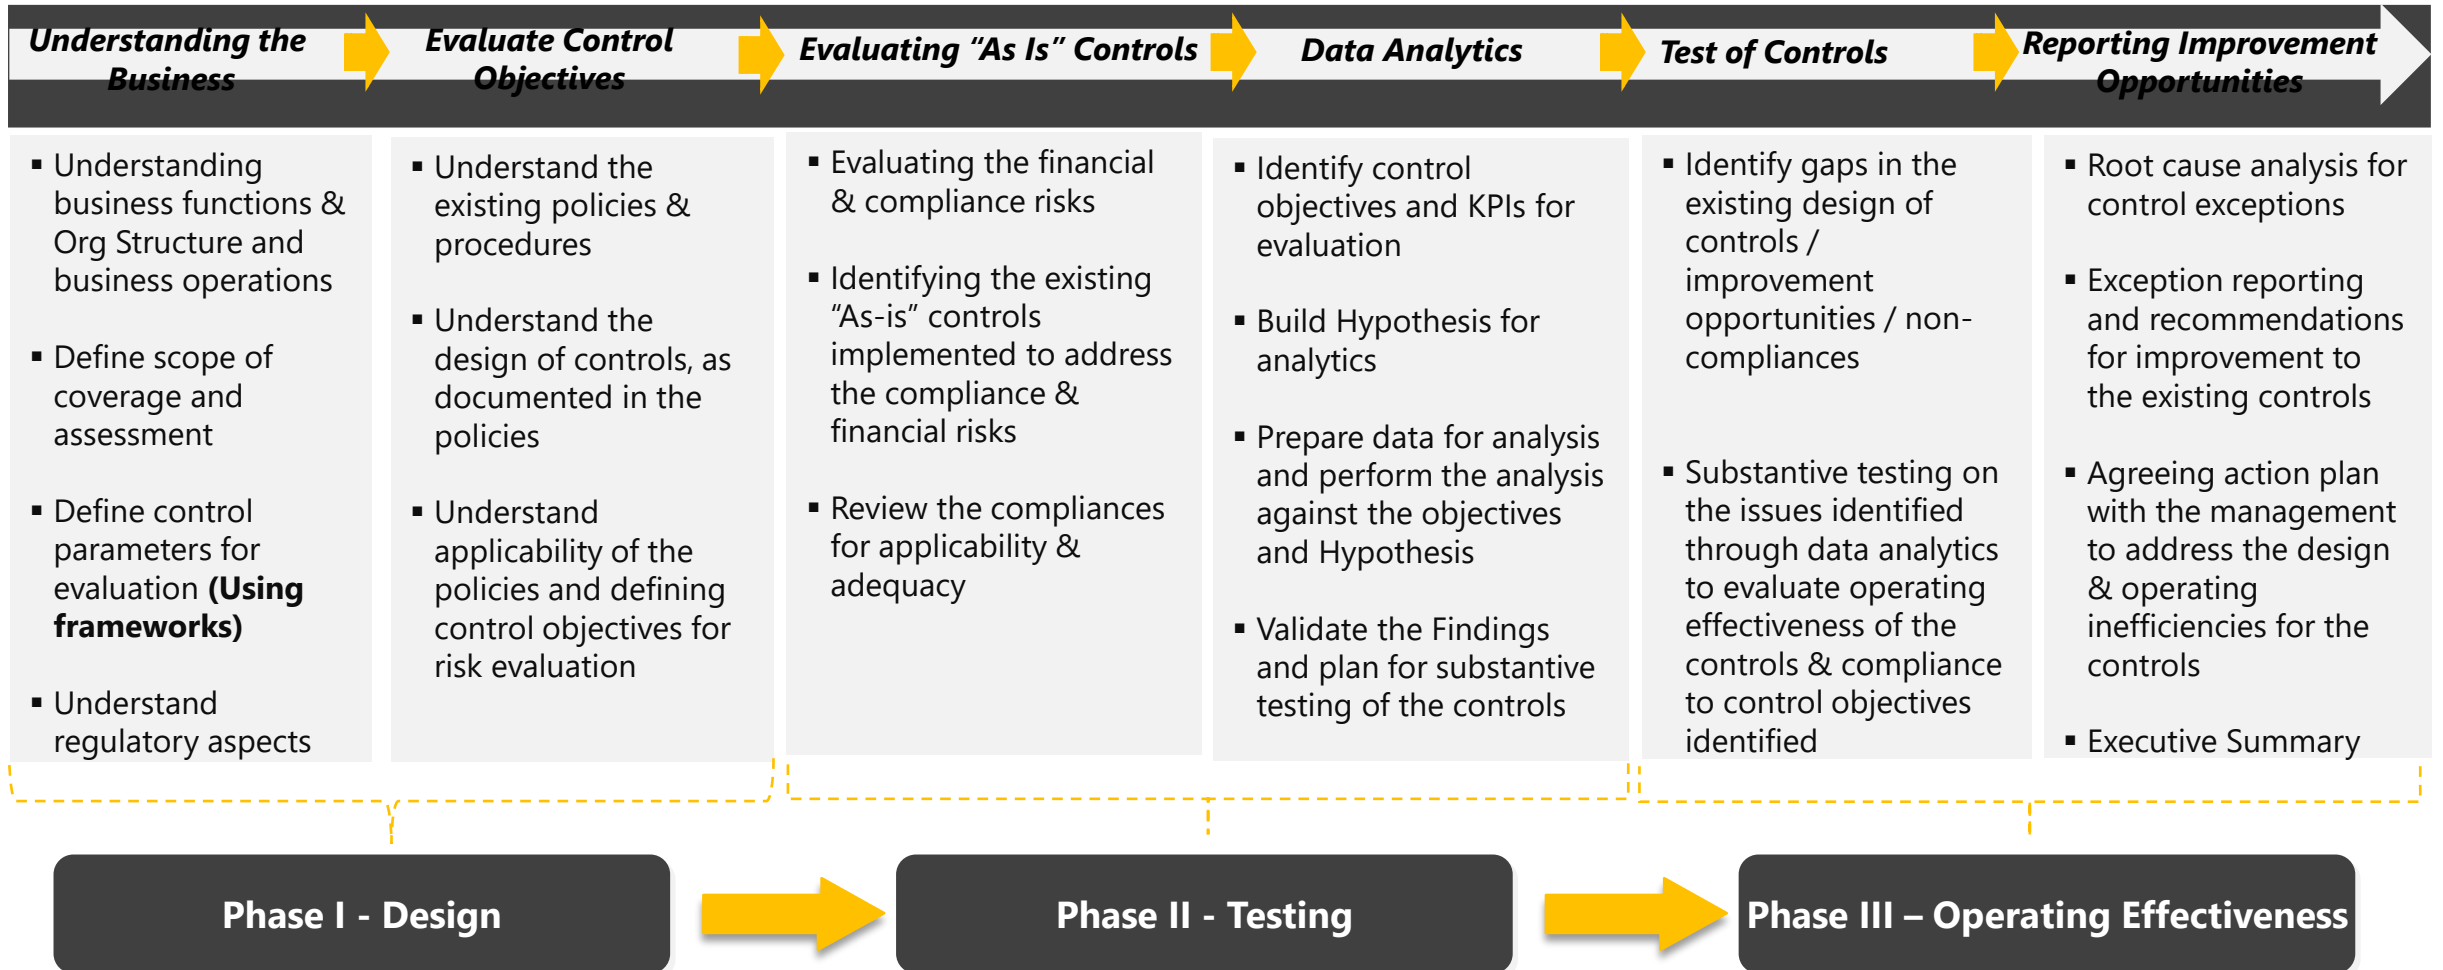 Understanding the
Business
Evaluate Control
Objectives
Evaluating “As Is” Controls
Data Analytics
Test of Controls
Reporting Improvement
Opportunities
▪ Understanding
business functions &
Org Structure and
business operations
▪ Define scope of
coverage and
assessment
▪ Define control
parameters for
evaluation (Using
frameworks)
▪ Understand
regulatory aspects
▪ Understand the
existing policies &
procedures
▪ Understand the
design of controls, as
documented in the
policies
▪ Understand
applicability of the
policies and defining
control objectives for
risk evaluation
▪ Evaluating the financial
& compliance risks
▪ Identifying the existing
“As-is” controls
implemented to address
the compliance &
financial risks
▪ Review the compliances
for applicability &
adequacy
▪ Identify control
objectives and KPIs for
evaluation
▪ Build Hypothesis for
analytics
▪ Prepare data for analysis
and perform the analysis
against the objectives
and Hypothesis
▪ Validate the Findings
and plan for substantive
testing of the controls
▪ Identify gaps in the
existing design of
controls /
improvement
opportunities / non-
compliances
▪ Substantive testing on
the issues identified
through data analytics
to evaluate operating
effectiveness of the
controls & compliance
to control objectives
identified
▪ Root cause analysis for
control exceptions
▪ Exception reporting
and recommendations
for improvement to
the existing controls
▪ Agreeing action plan
with the management
to address the design
& operating
inefficiencies for the
controls
▪ Executive Summary
Phase I - Design
Phase II - Testing
Phase III – Operating Effectiveness